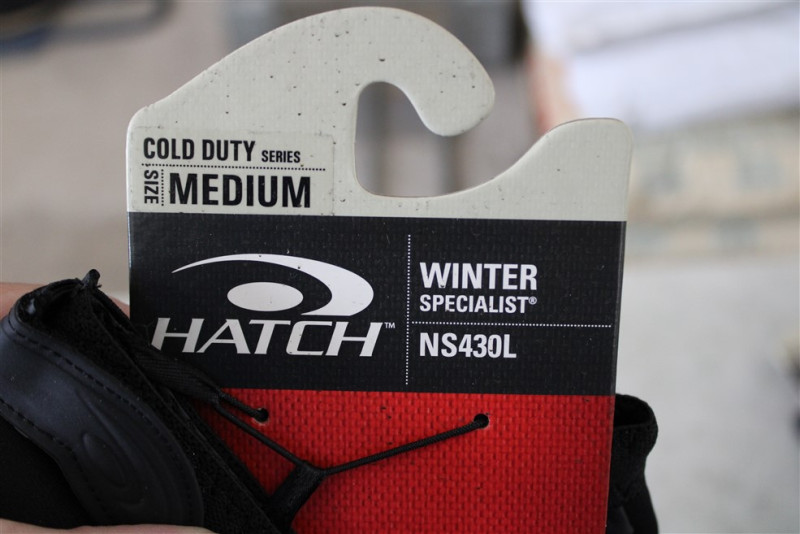 COLD DUTY SERIES
SIZE MEDIUM
HATCH™
WINTER
SPECIALIST®
NS430L